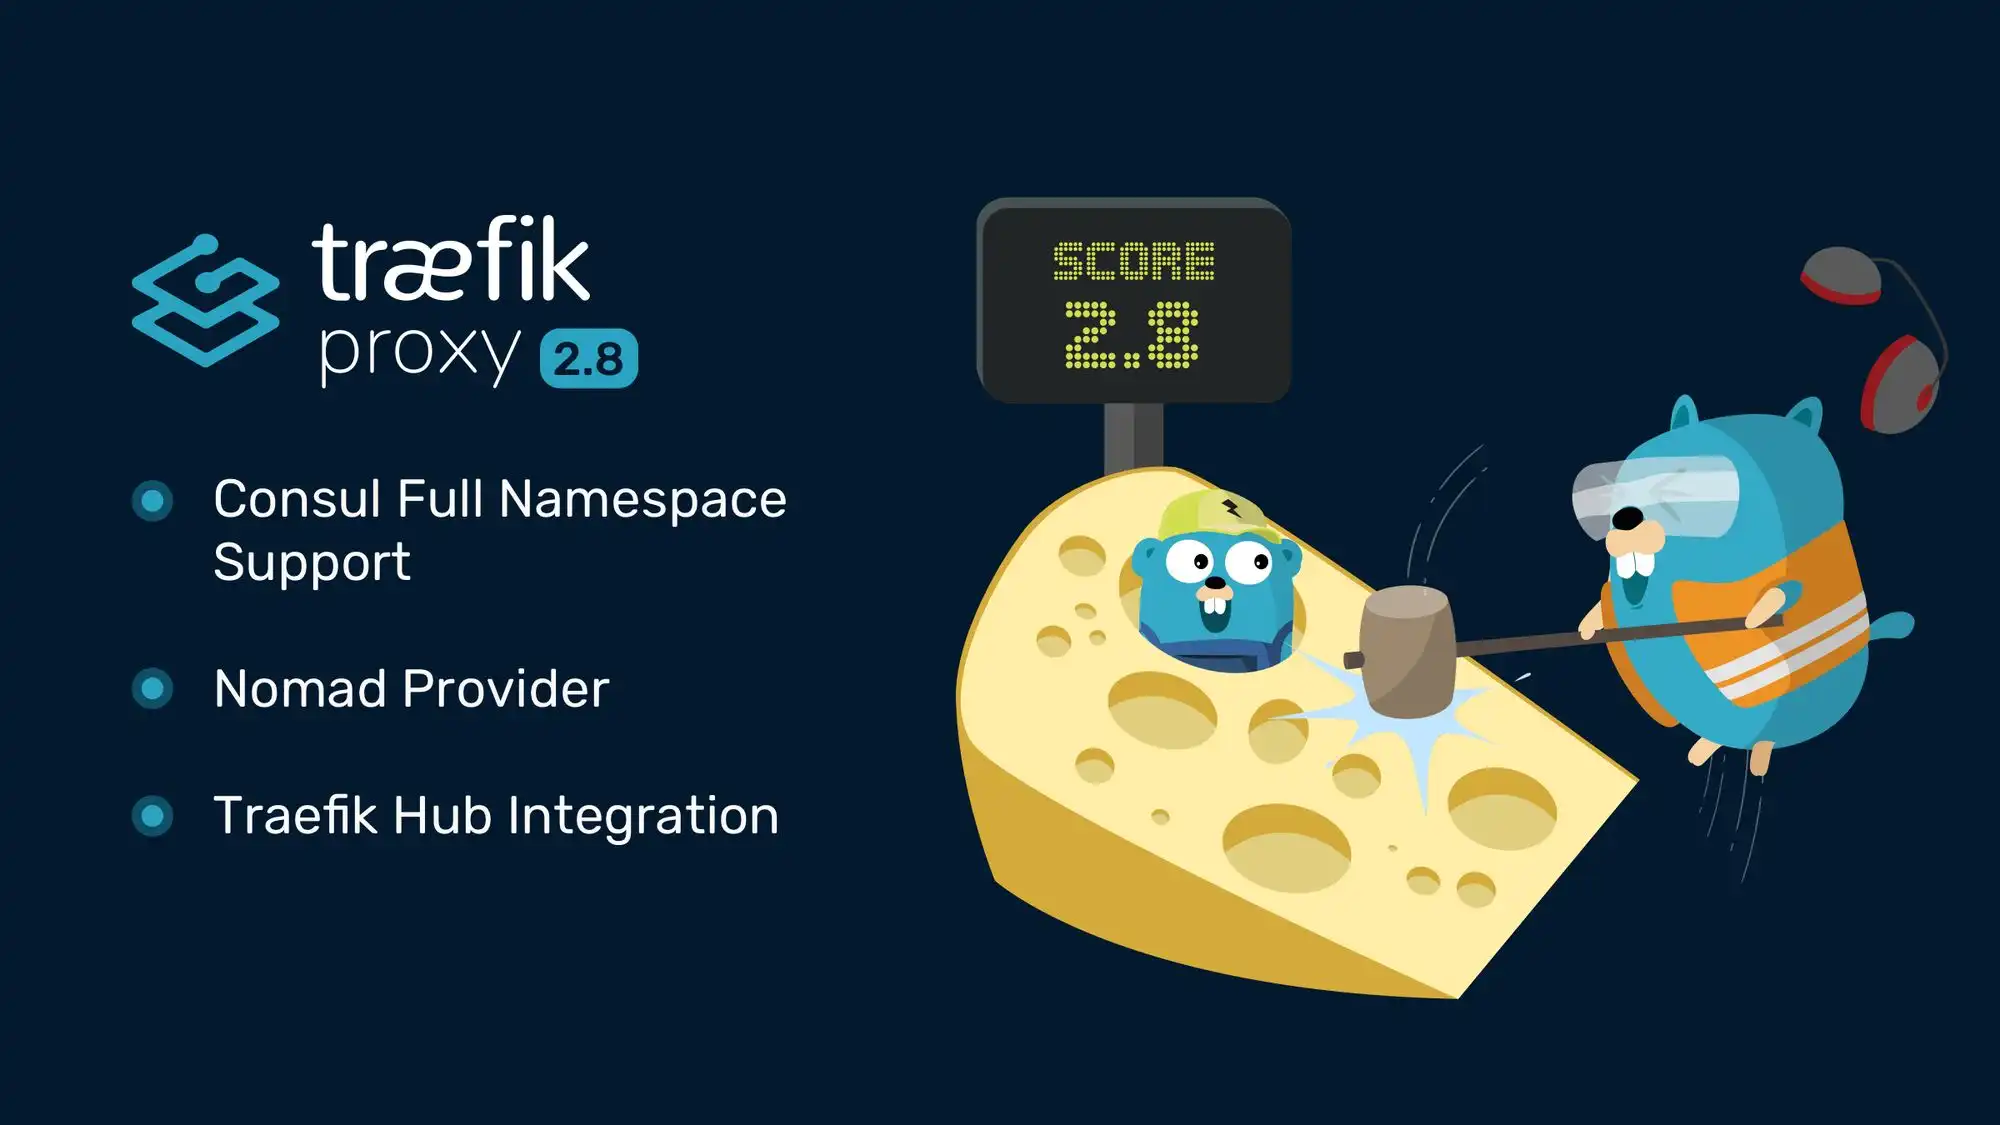 træfik
proxy 2.8
Consul Full Namespace
Support
Nomad Provider
Traefik Hub Integration
SCORE
2.8